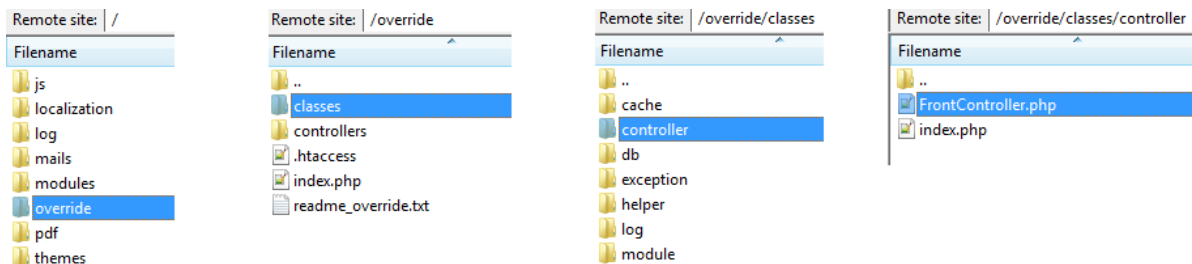 Remote site: /
Filename
js
localization
log
mails
modules
override
pdf
themes
Remote site: /override
Filename
..
classes
controllers
.htaccess
index.php
readme_override.txt
Remote site: /override/classes
Filename
..
cache
controller
db
exception
helper
log
module
Remote site: /override/classes/controller
Filename
..
FrontController.php
index.php